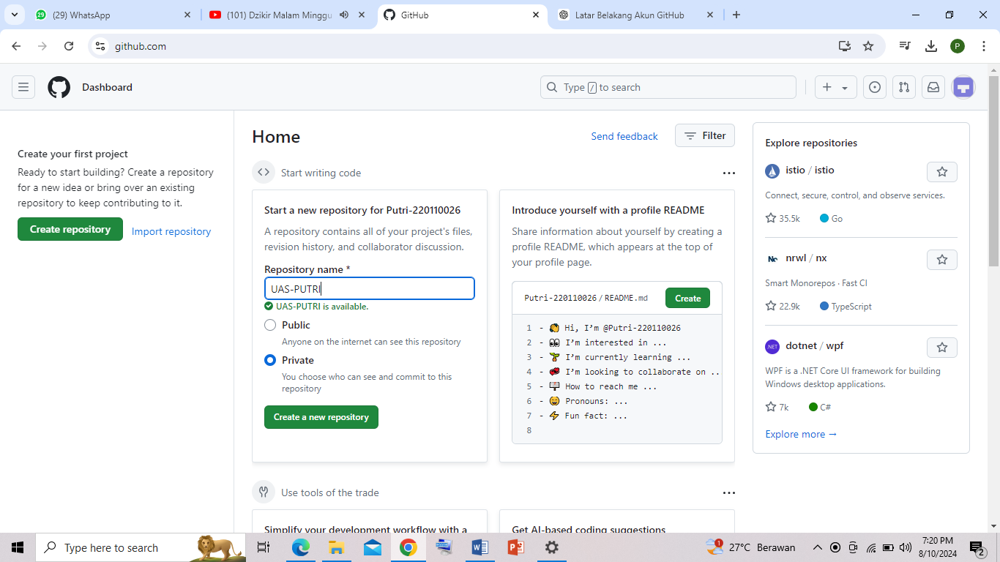 (29) WhatsApp
(101) Dzikir Malam Minggu
GitHub
Latar Belakang Akun GitHub
github.com
P
Dashboard
Type / to search
Create your first project
Ready to start building? Create a repository
for a new idea or bring over an existing
repository to keep contributing to it.
Create repository
Import repository
Home
Send feedback
Filter
Start writing code
Start a new repository for Putri-220110026
A repository contains all of your project's files,
revision history, and collaborator discussion.
Repository name *
UAS-PUTRI
UAS-PUTRI is available.
Public
Anyone on the internet can see this repository
Private
You choose who can see and commit to this
repository
Create a new repository
Introduce yourself with a profile README
Share information about yourself by creating a
profile README, which appears at the top of
your profile page.
Putri-220110026/README.md
Create
1 - 👋 Hi, I'm @Putri-220110026
2 - 👀 I'm interested in ...
3 - 🌱 I'm currently learning ...
4 - 💞️ I'm looking to collaborate on ..
5 - 📫 How to reach me ...
6 - 😄 Pronouns: ...
7 - ⚡ Fun fact: ...
8
Use tools of the trade
Simplify your development workflow with a
Get AI-based coding suggestions
Explore repositories
istio / istio
Connect, secure, control, and observe services.
35.5k Go
nrwl / nx
Smart Monorepos · Fast CI
22.9k TypeScript
.NET
dotnet / wpf
WPF is a .NET Core UI framework for building
Windows desktop applications.
7k C#
Explore more →
Type here to search
1
27°C Berawan
7:20 PM
8/10/2024
2